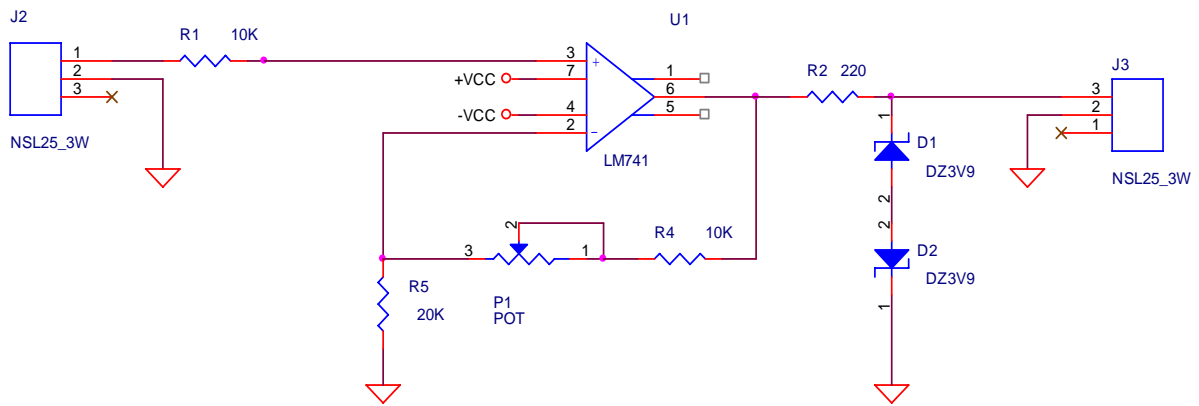 J2
1
2
3
NSL25_3W
R1 10K
U1
3
+
+VCC
7
-VCC
4
2
−
1
6
5
LM741
R2 220
J3
3
2
1
NSL25_3W
1
D1
DZ3V9
2
2
D2
DZ3V9
1
2
3
1
P1
POT
R4 10K
R5
20K